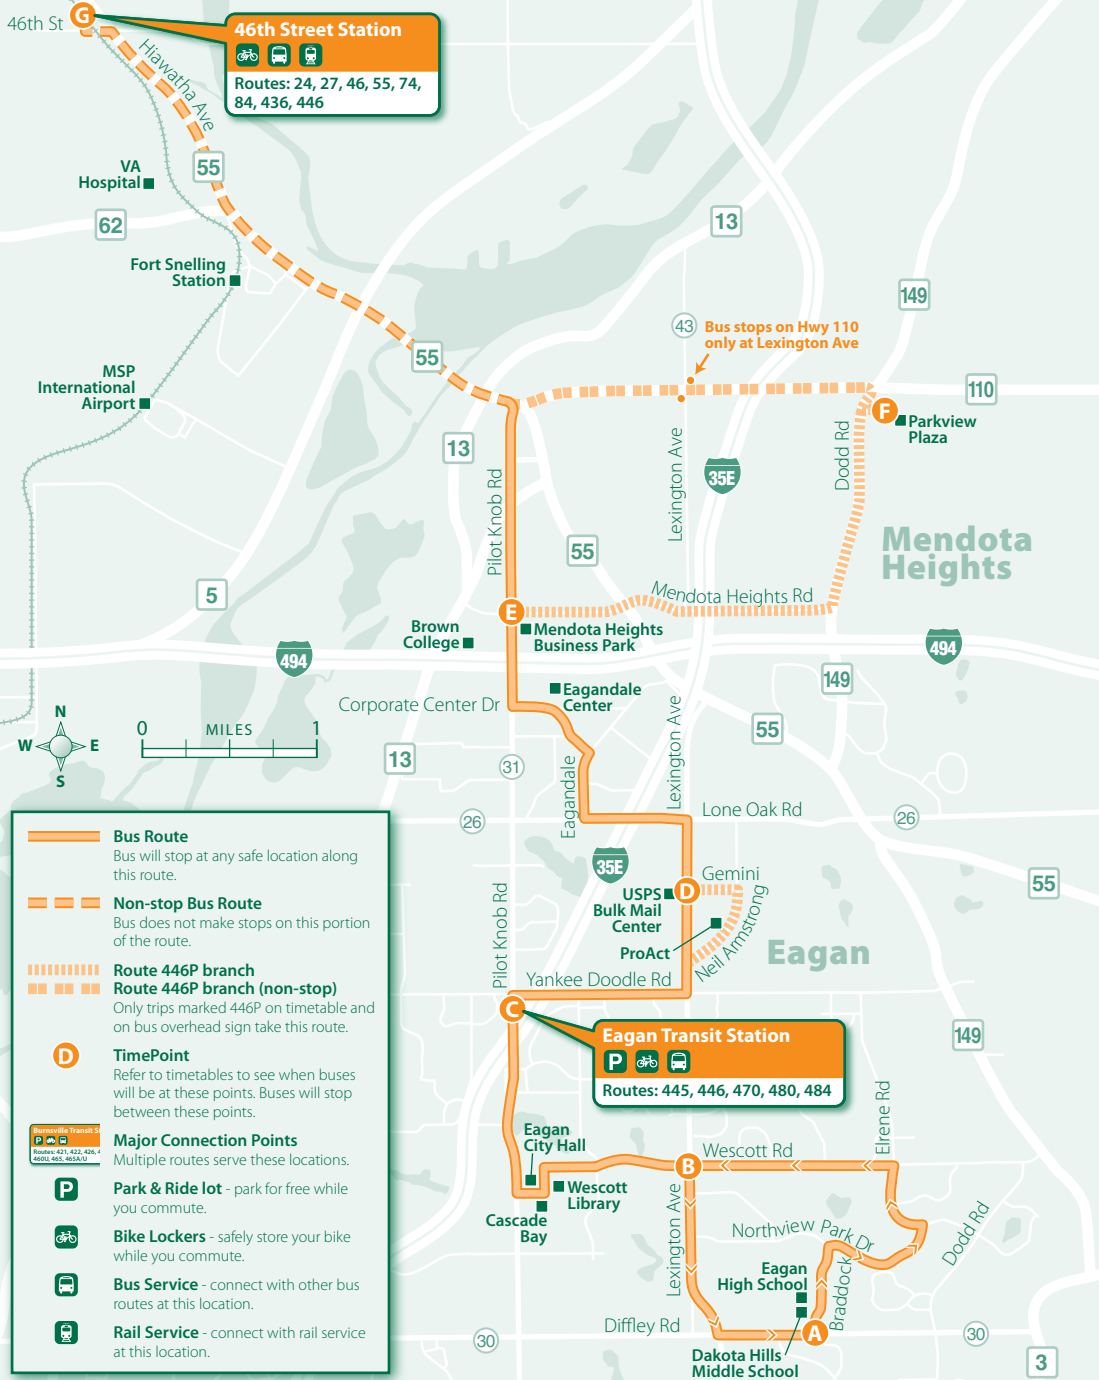 46th St
G
46th Street Station
Routes: 24, 27, 46, 55, 74,
84, 436, 446
Hiawatha Ave
55
VA
Hospital
62
Fort Snelling
Station
13
149
43
Bus stops on Hwy 110
only at Lexington Ave
55
MSP
International
Airport
110
F
Parkview
Plaza
13
Pilot Knob Rd
Lexington Ave
35E
Dodd Rd
55
Mendota
Heights
5
E
Mendota Heights Rd
Brown
College
Mendota Heights
Business Park
494
494
Eagandale
Center
149
Corporate Center Dr
N
W
E
S
0
MILES
1
13
31
Eagandale
Lexington Ave
55
26
Lone Oak Rd
26
35E
Gemini
D
USPS
Bulk Mail
Center
ProAct
Neil Armstrong
55
Eagan
Pilot Knob Rd
Yankee Doodle Rd
C
Eagan Transit Station
P
Routes: 445, 446, 470, 480, 484
149
Eagan
City Hall
Wescott
Library
Cascade
Bay
B
Wescott Rd
Elrene Rd
Lexington Ave
Northview Park Dr
Dodd Rd
Eagan
High School
Braddock
Diffley Rd
A
Dakota Hills
Middle School
30
30
3
Bus Route
Bus will stop at any safe location along
this route.
Non-stop Bus Route
Bus does not make stops on this portion
of the route.
Route 446P branch
Route 446P branch (non-stop)
Only trips marked 446P on timetable and
on bus overhead sign take this route.
D
TimePoint
Refer to timetables to see when buses
will be at these points. Buses will stop
between these points.
Burnsville Transit S
P
Routes: 421, 422, 426, 4
460U, 465, 465A/U
Major Connection Points
Multiple routes serve these locations.
P
Park & Ride lot - park for free while
you commute.
Bike Lockers - safely store your bike
while you commute.
Bus Service - connect with other bus
routes at this location.
Rail Service - connect with rail service
at this location.